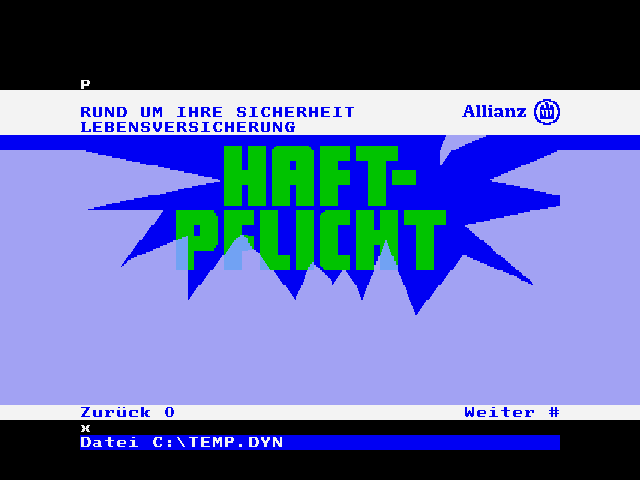 P
RUND UM IHRE SICHERHEIT
LEBENSVERSICHERUNG
Allianz
HAFT-
PFLICHT
Zurück 0
Weiter #
x
Datei C:\TEMP.DYN